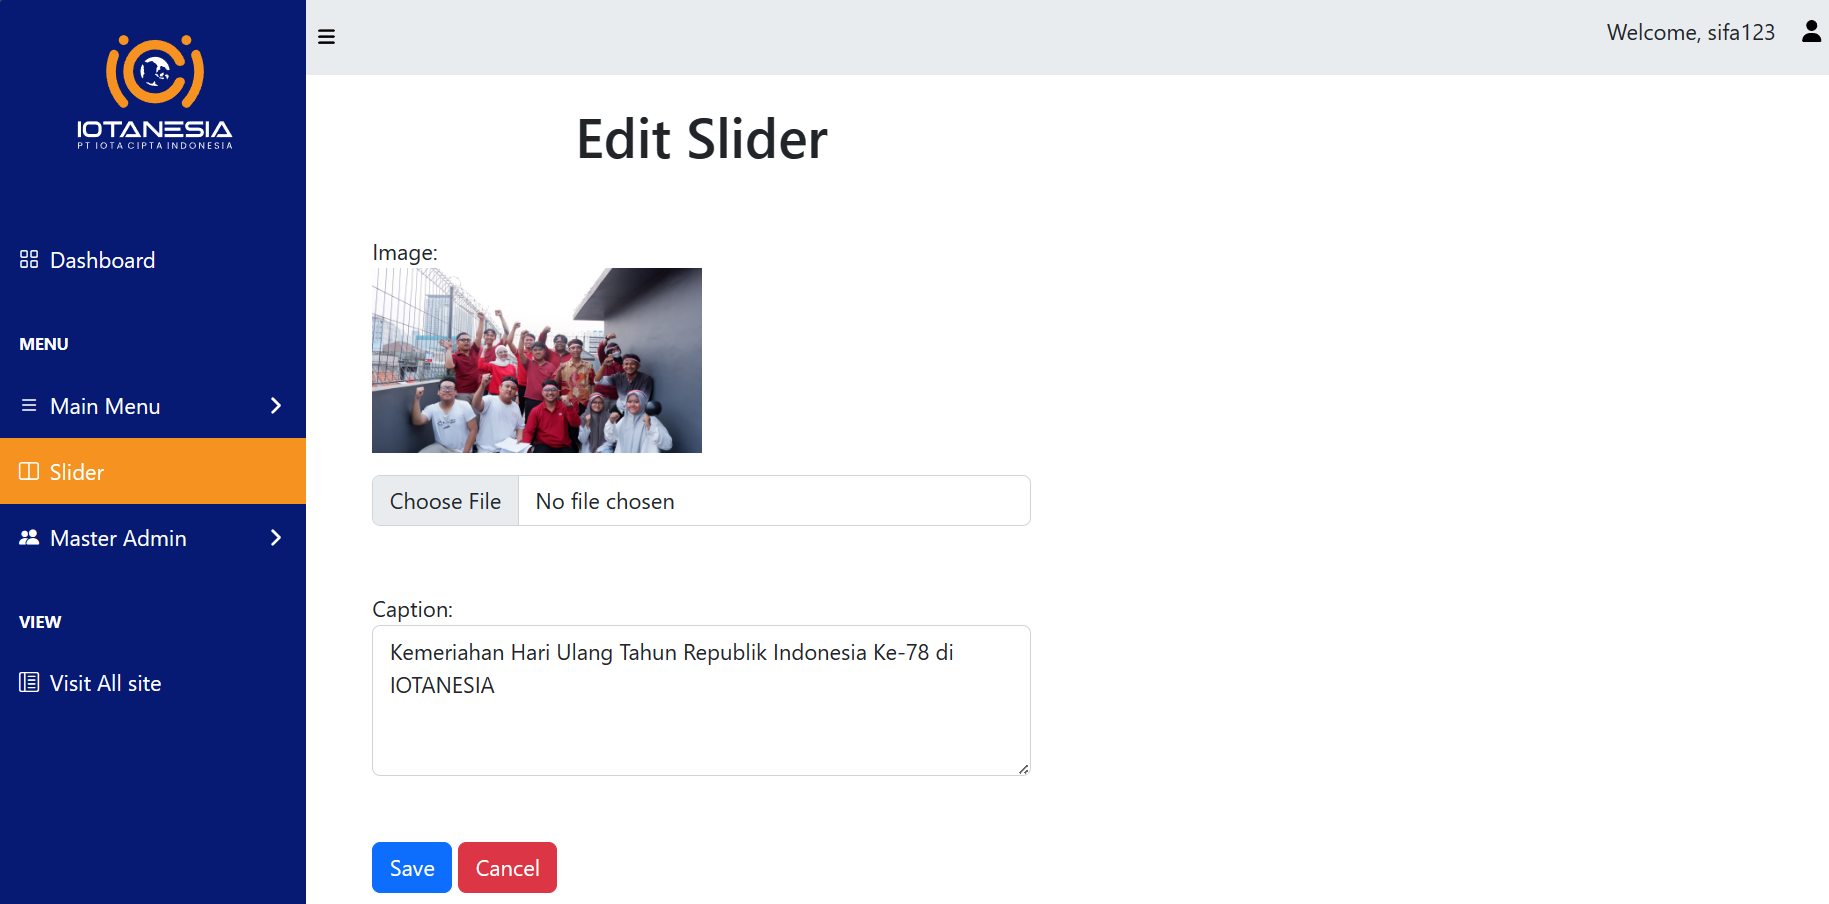 IOTANESIA
PT IOTA CIPTA INDONESIA
Dashboard
MENU
Main Menu
Slider
Master Admin
VIEW
Visit All site
Welcome, sifa123
Edit Slider
Image:
Choose File No file chosen
Caption:
Kemeriahan Hari Ulang Tahun Republik Indonesia Ke-78 di
IOTANESIA
Save Cancel